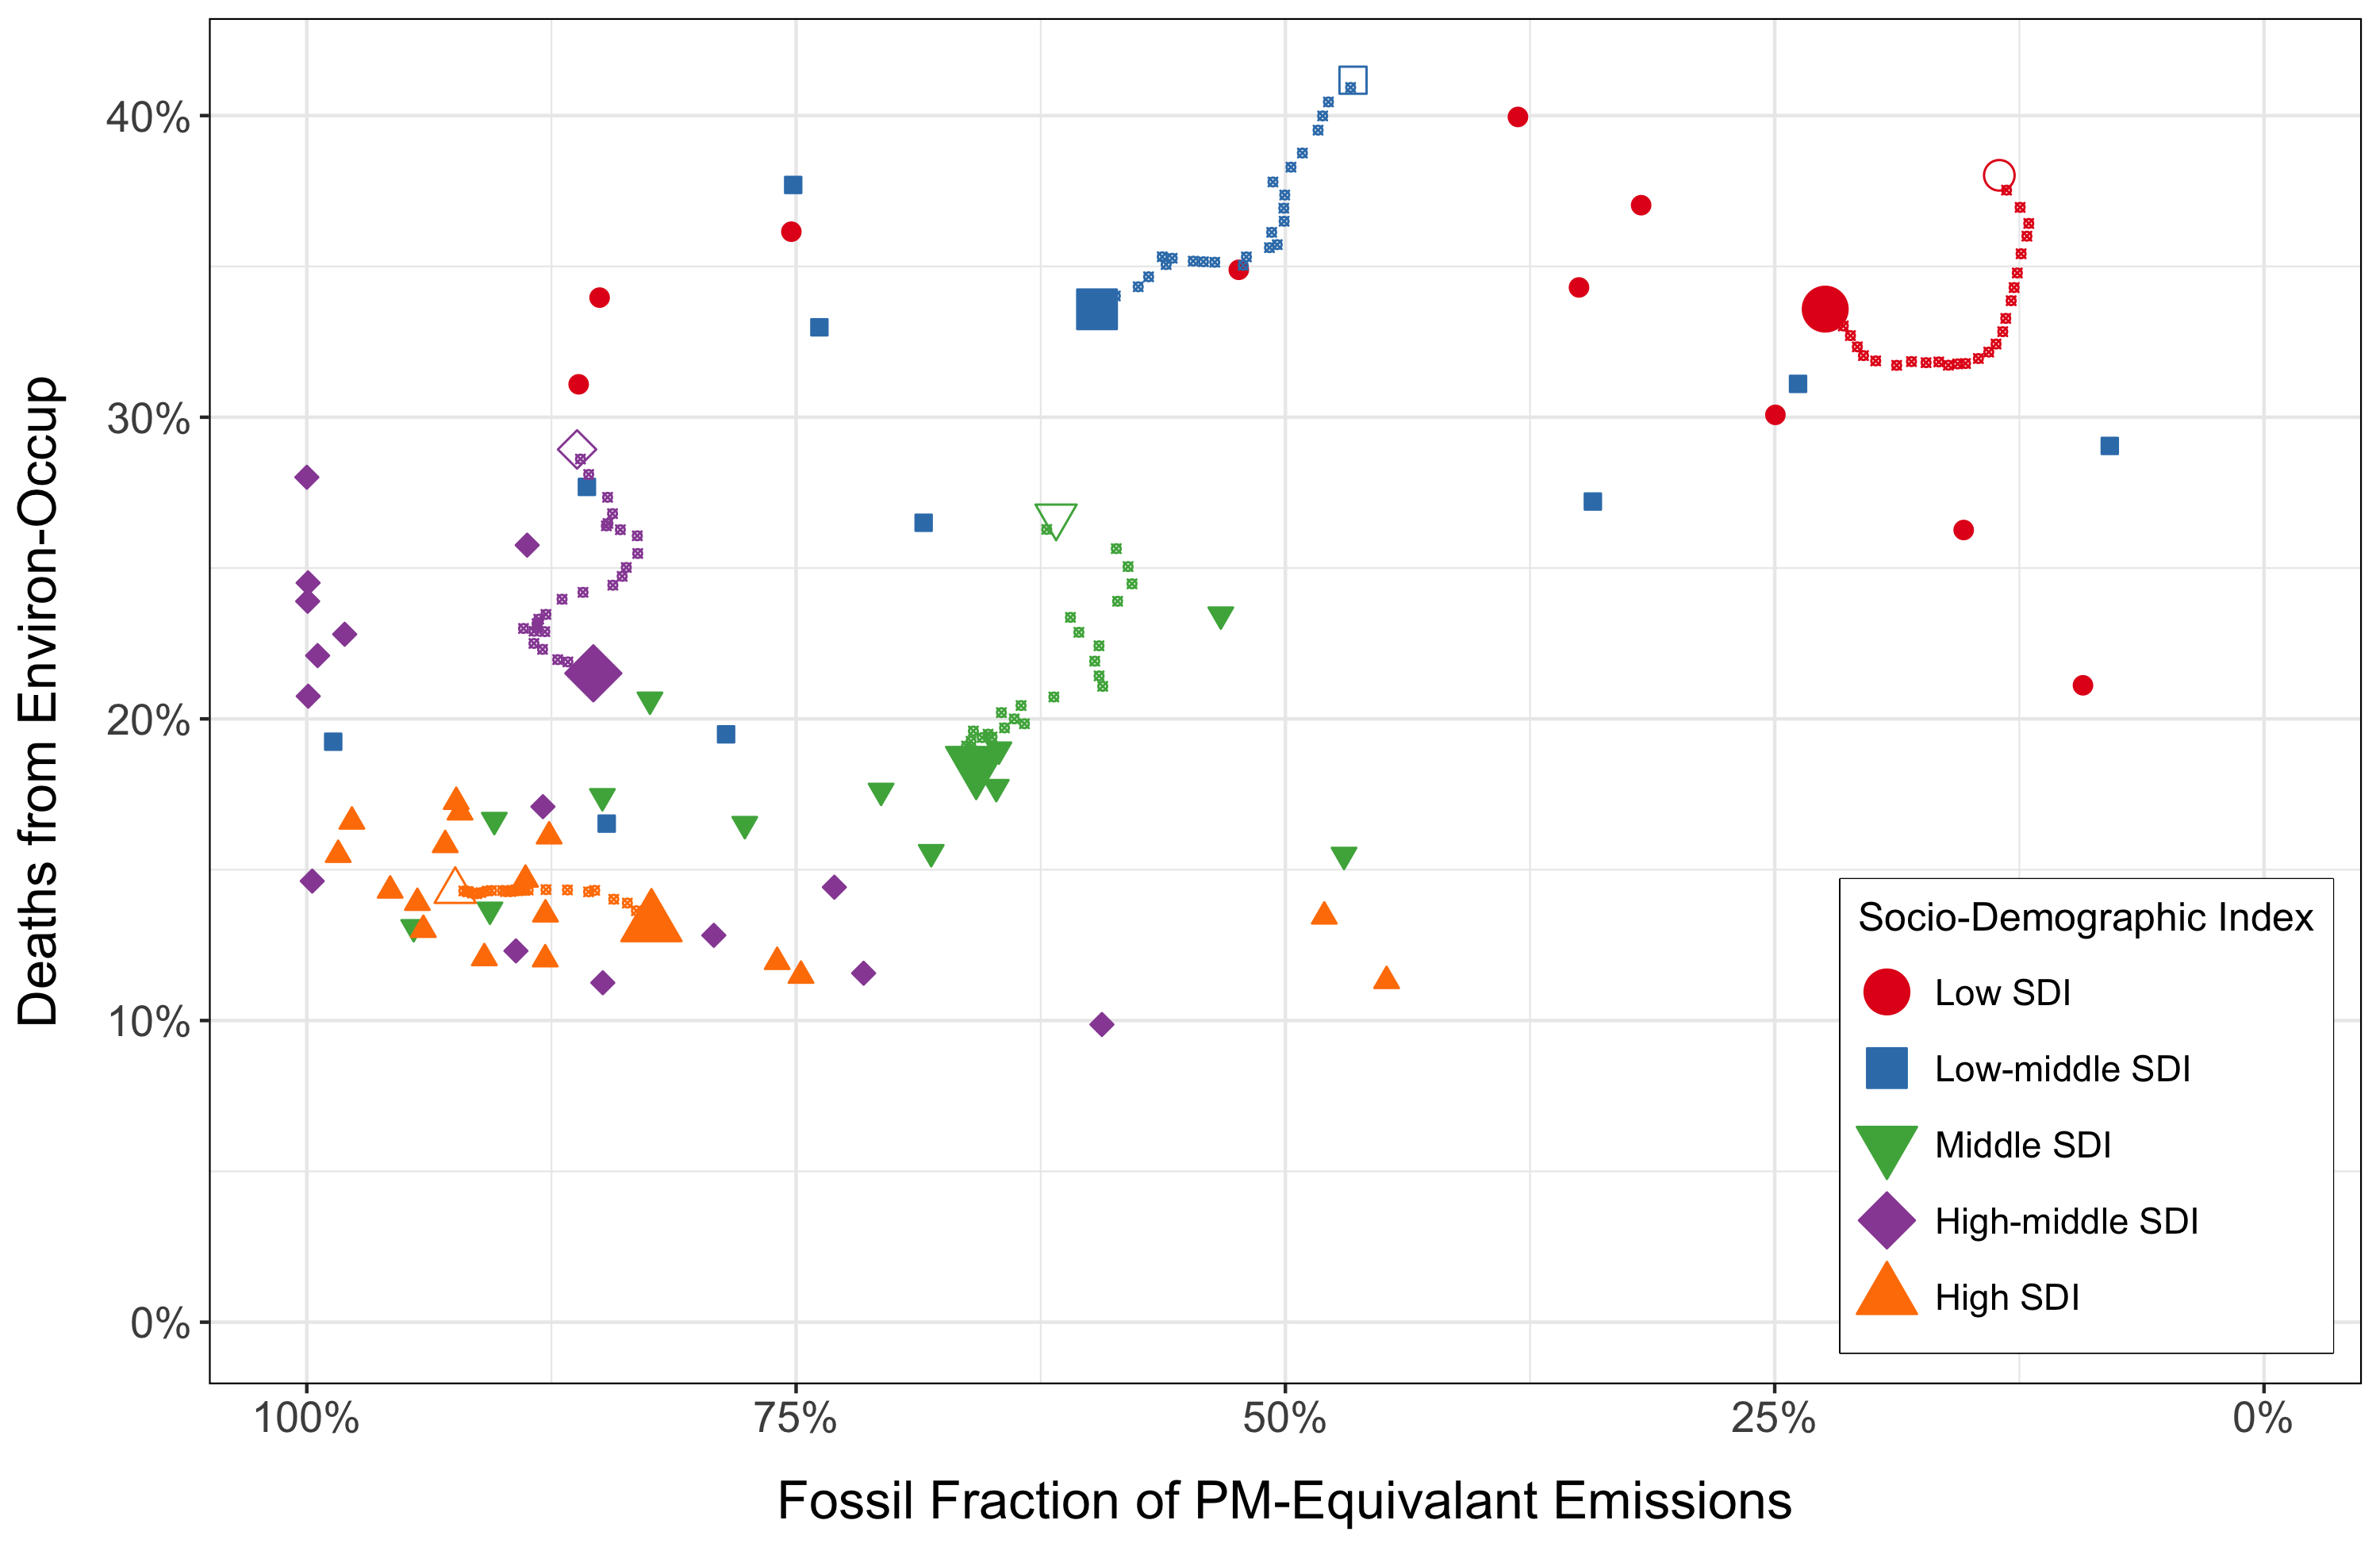 Deaths from Environ-Occup
40%
30%
20%
10%
0%
100%
75%
50%
25%
0%
Fossil Fraction of PM-Equivalant Emissions
Socio-Demographic Index
Low SDI
Low-middle SDI
Middle SDI
High-middle SDI
High SDI